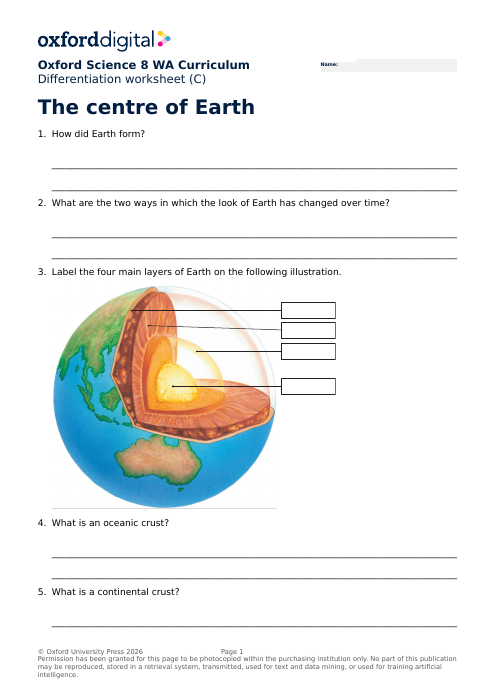 oxforddigital
Oxford Science 8 WA Curriculum
Name:
Differentiation worksheet (C)
The centre of Earth
1. How did Earth form?
2. What are the two ways in which the look of Earth has changed over time?
3. Label the four main layers of Earth on the following illustration.
4. What is an oceanic crust?
5. What is a continental crust?
© Oxford University Press 2026 Page 1
Permission has been granted for this page to be photocopied within the purchasing institution only. No part of this publication
may be reproduced, stored in a retrieval system, transmitted, used for text and data mining, or used for training artificial
intelligence.